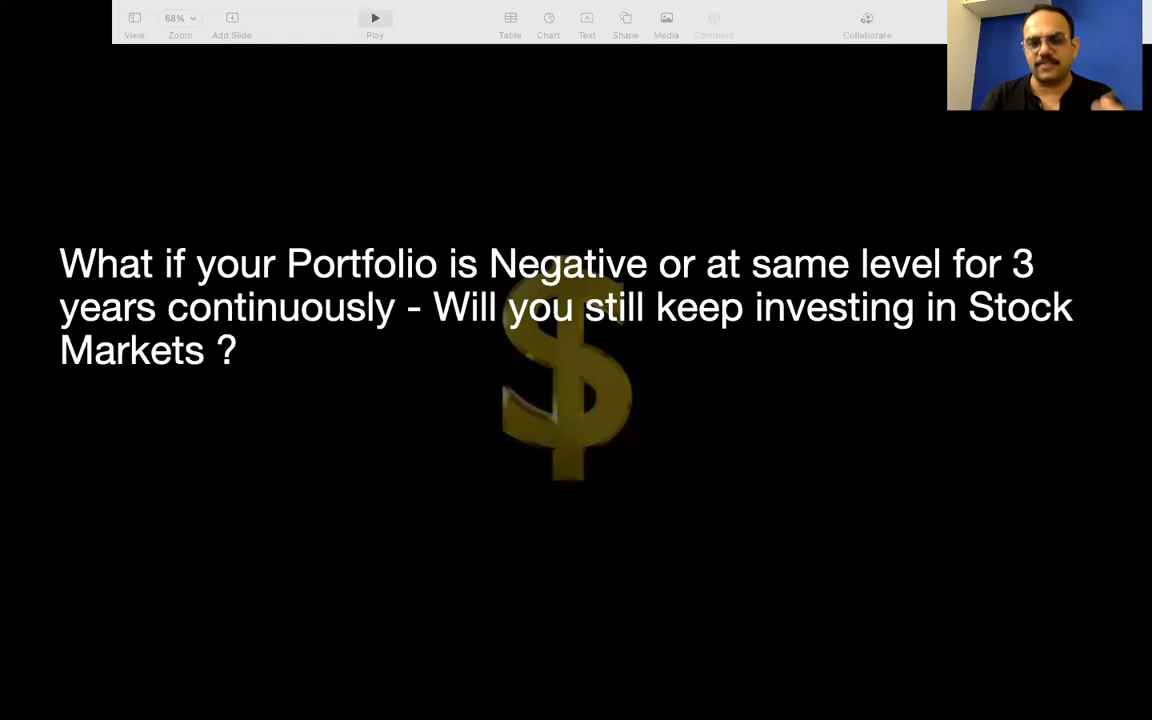 68%
View
Zoom
Add Slide
Play
Table
Chart
Text
Shape
Media
Comment
Collaborate
What if your Portfolio is Negative or at same level for 3
years continuously - Will you still keep investing in Stock
Markets ?
$